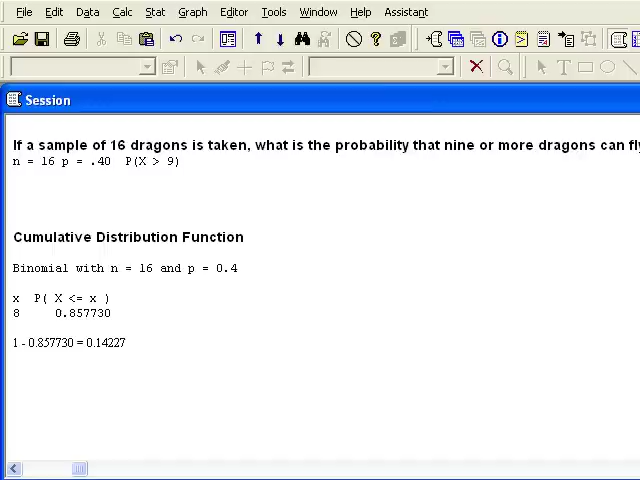 File Edit Data Calc Stat Graph Editor Tools Window Help Assistant
Session
If a sample of 16 dragons is taken, what is the probability that nine or more dragons can fly
n = 16 p = .40 P(X > 9)
Cumulative Distribution Function
Binomial with n = 16 and p = 0.4
x P( X <= x )
8 0.857730
1 - 0.857730 = 0.14227